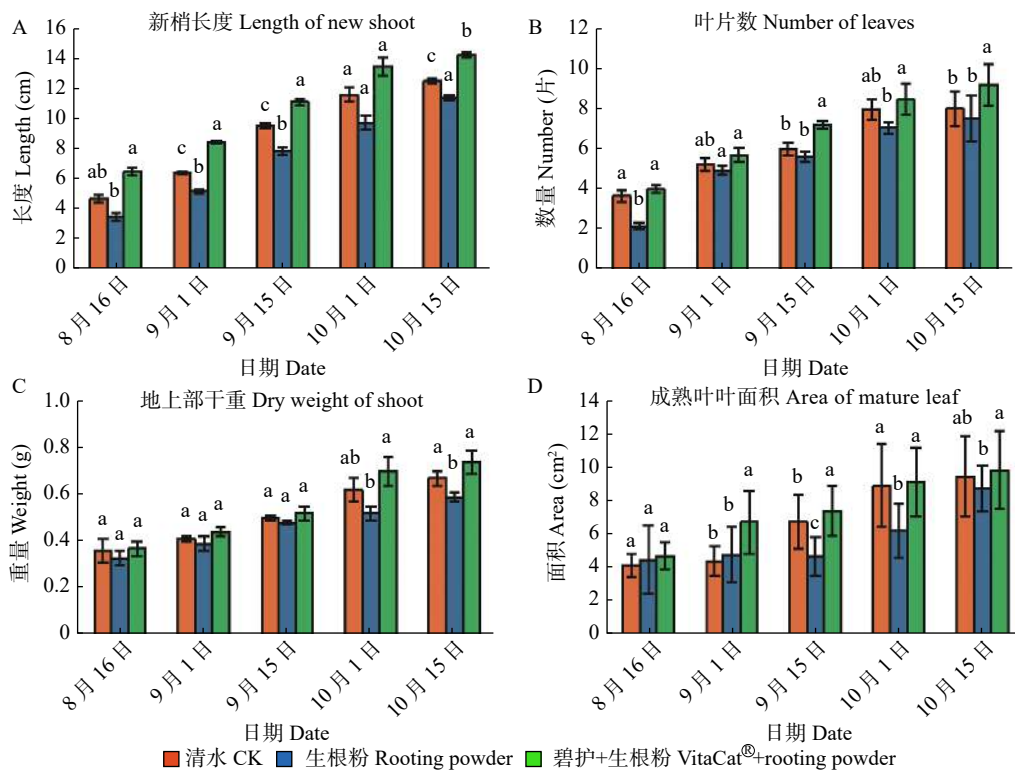 A 新梢长度 Length of new shoot
长度 Length (cm)
16
14
12
10
8
6
4
2
0
ab b a
c b a
c b a
a a a
c a b
8月16日 9月1日 9月15日 10月1日 10月15日
日期 Date
B 叶片数 Number of leaves
数量 Number (片)
12
10
8
6
4
2
0
a b a
ab a a
b b a
ab b a
b b a
8月16日 9月1日 9月15日 10月1日 10月15日
日期 Date
C 地上部干重 Dry weight of shoot
重量 Weight (g)
1.0
0.8
0.6
0.4
0.2
0
a a a
a a a
a a a
ab b a
a b a
8月16日 9月1日 9月15日 10月1日 10月15日
日期 Date
D 成熟叶叶面积 Area of mature leaf
面积 Area (cm²)
14
12
10
8
6
4
2
0
a a a
b b a
b c a
a b a
ab b a
8月16日 9月1日 9月15日 10月1日 10月15日
日期 Date
清水 CK 生根粉 Rooting powder 碧护+生根粉 VitaCat®+rooting powder